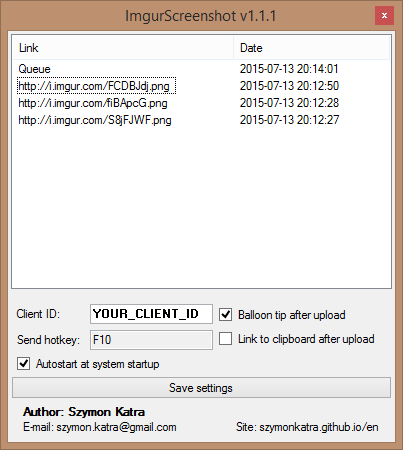 ImgurScreenshot v1.1.1
x
Link Date
Queue 2015-07-13 20:14:01
http://i.imgur.com/FCDBJdj.png 2015-07-13 20:12:50
http://i.imgur.com/fiBApcG.png 2015-07-13 20:12:28
http://i.imgur.com/S8jFJWF.png 2015-07-13 20:12:27
Client ID: YOUR_CLIENT_ID Balloon tip after upload
Send hotkey: F10 Link to clipboard after upload
Autostart at system startup
Save settings
Author: Szymon Katra
E-mail: szymon.katra@gmail.com Site: szymonkatra.github.io/en